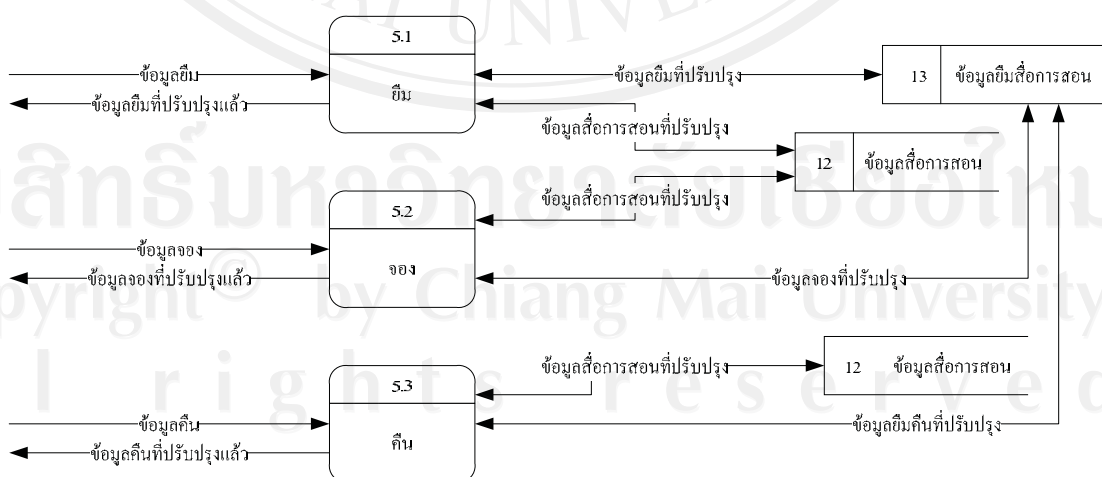 5.1
ยืม
ข้อมูลยืม
ข้อมูลยืมที่ปรับปรุงแล้ว
ข้อมูลยืมที่ปรับปรุง
13 ข้อมูลยืมสื่อการสอน
ข้อมูลสื่อการสอนที่ปรับปรุง
12 ข้อมูลสื่อการสอน
ข้อมูลสื่อการสอนที่ปรับปรุง
5.2
จอง
ข้อมูลจอง
ข้อมูลจองที่ปรับปรุงแล้ว
ข้อมูลจองที่ปรับปรุง
ข้อมูลสื่อการสอนที่ปรับปรุง
12 ข้อมูลสื่อการสอน
5.3
คืน
ข้อมูลคืน
ข้อมูลคืนที่ปรับปรุงแล้ว
ข้อมูลยืมคืนที่ปรับปรุง
สิทธิ์มหาวิทยาลัยเชียงใหม
pyright © by Chiang Mai University
l rights reserved